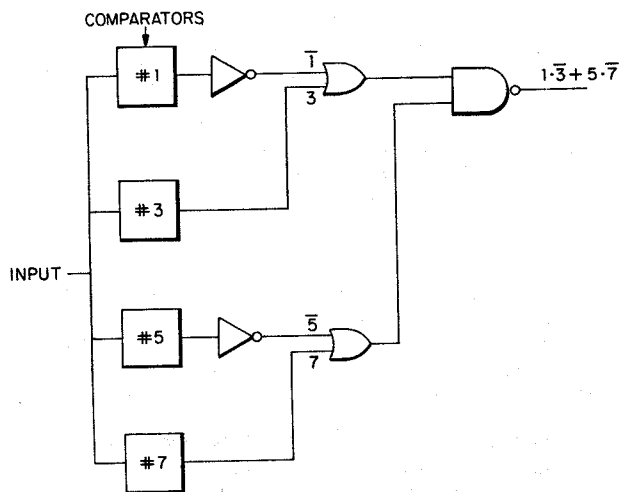 COMPARATORS
#1
1̅
3
1·3̅ + 5·7̅
#3
INPUT
#5
5̅
7
#7